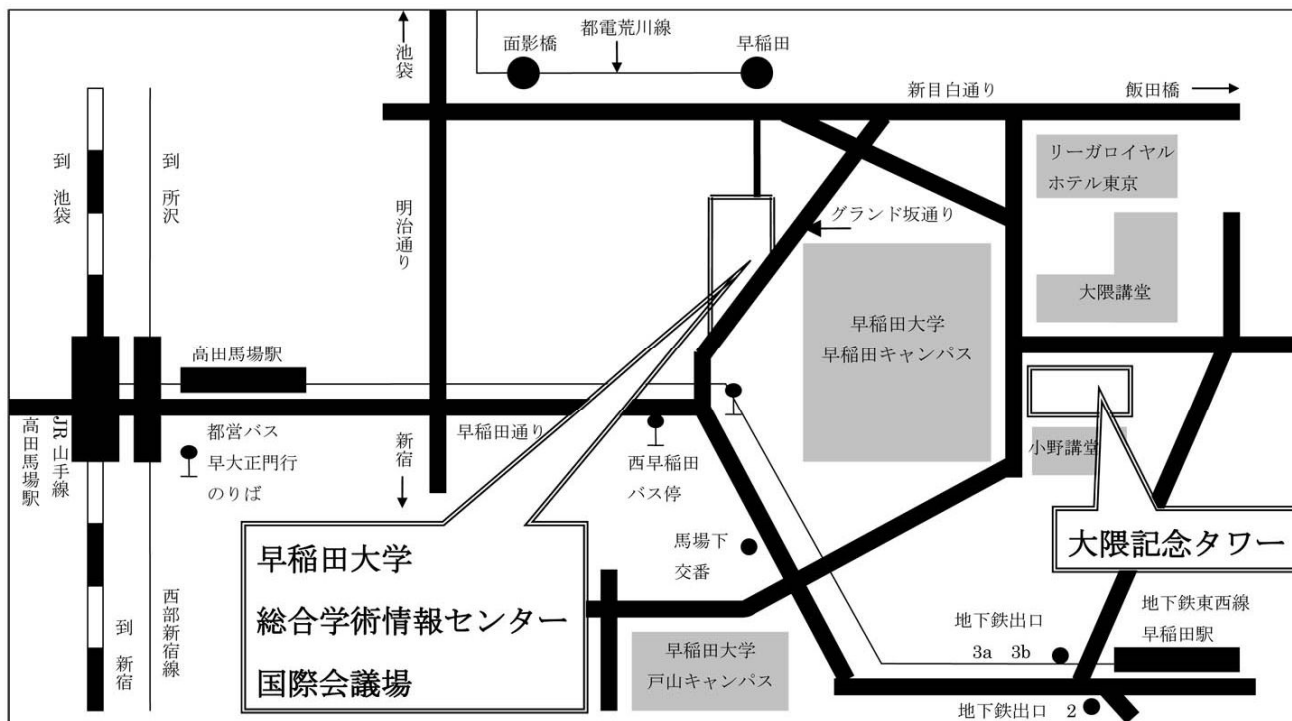 池袋
面影橋
都電荒川線
早稲田
新目白通り
飯田橋
到 池袋
到 所沢
明治通り
グランド坂通り
リーガロイヤル
ホテル東京
大隈講堂
早稲田大学
早稲田キャンパス
高田馬場駅
JR山手線
高田馬場駅
都営バス
早大正門行
のりば
早稲田通り
新宿
西早稲田
バス停
小野講堂
大隈記念タワー
馬場下
交番
早稲田大学
総合学術情報センター
国際会議場
到 新宿
西部新宿線
早稲田大学
戸山キャンパス
地下鉄出口
3a 3b
地下鉄東西線
早稲田駅
地下鉄出口 2